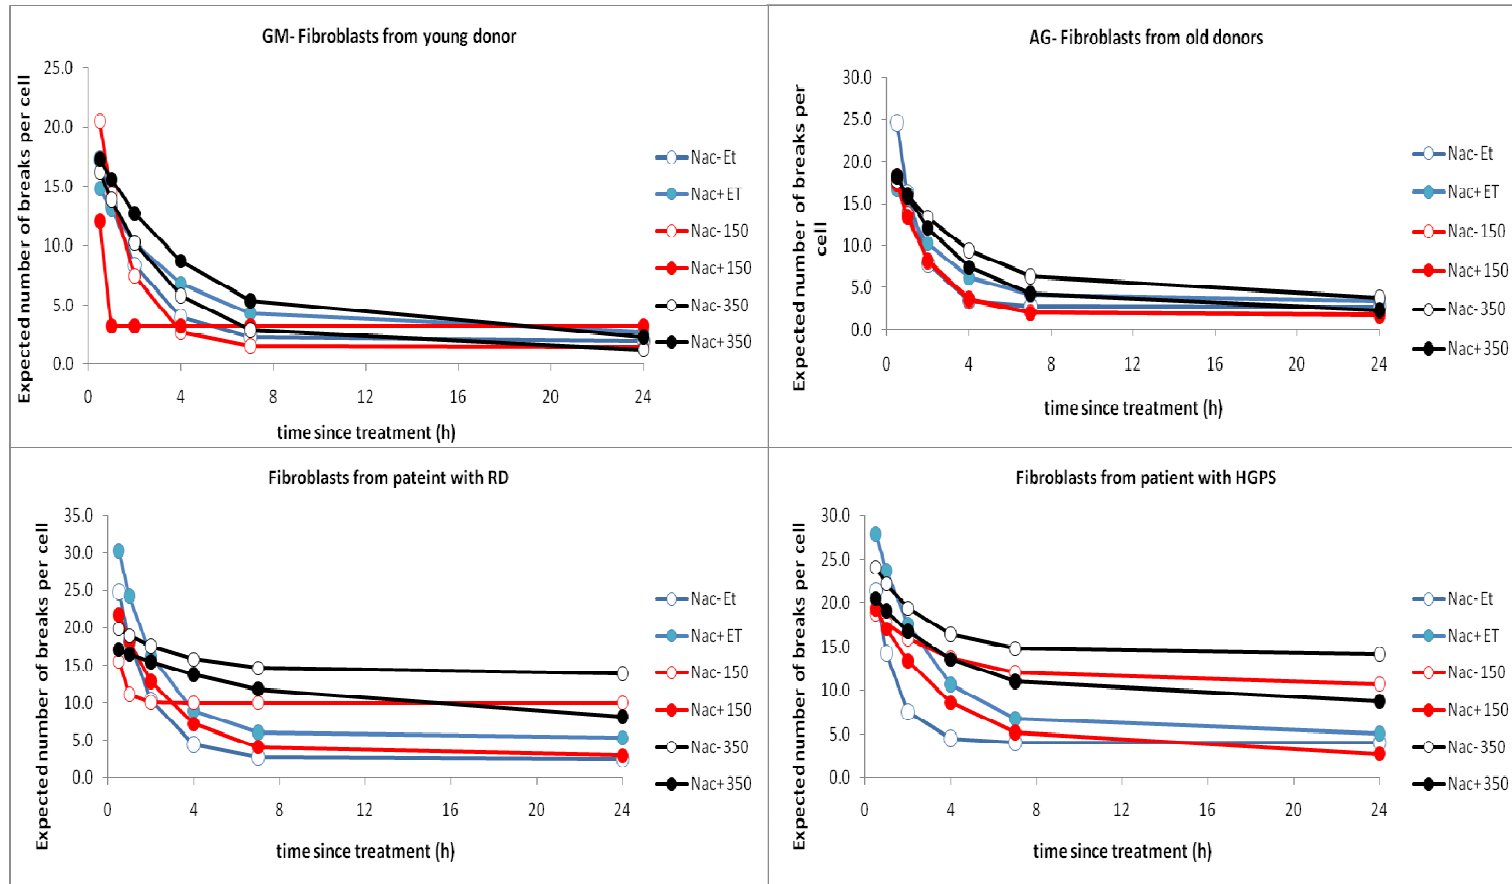 GM- Fibroblasts from young donor
Expected number of breaks per cell
25.0
20.0
15.0
10.0
5.0
0.0
0 4 8 12 16 20 24
time since treatment (h)
Nac- Et
Nac+ ET
Nac- 150
Nac+ 150
Nac- 350
Nac+ 350
AG- Fibroblasts from old donors
Expected number of breaks per
cell
30.0
25.0
20.0
15.0
10.0
5.0
0.0
0 4 8 12 16 20 24
time since treatment (h)
Nac- Et
Nac+ ET
Nac- 150
Nac+ 150
Nac- 350
Nac+ 350
Fibroblasts from pateint with RD
Expected number of breaks per cell
35.0
30.0
25.0
20.0
15.0
10.0
5.0
0.0
0 4 8 12 16 20 24
time since treatment (h)
Nac- Et
Nac+ ET
Nac- 150
Nac+ 150
Nac- 350
Nac+ 350
Fibroblasts from patient with HGPS
Expected number of breaks per cell
30.0
25.0
20.0
15.0
10.0
5.0
0.0
0 4 8 12 16 20 24
time since treatment (h)
Nac- Et
Nac+ ET
Nac- 150
Nac+ 150
Nac- 350
Nac+ 350